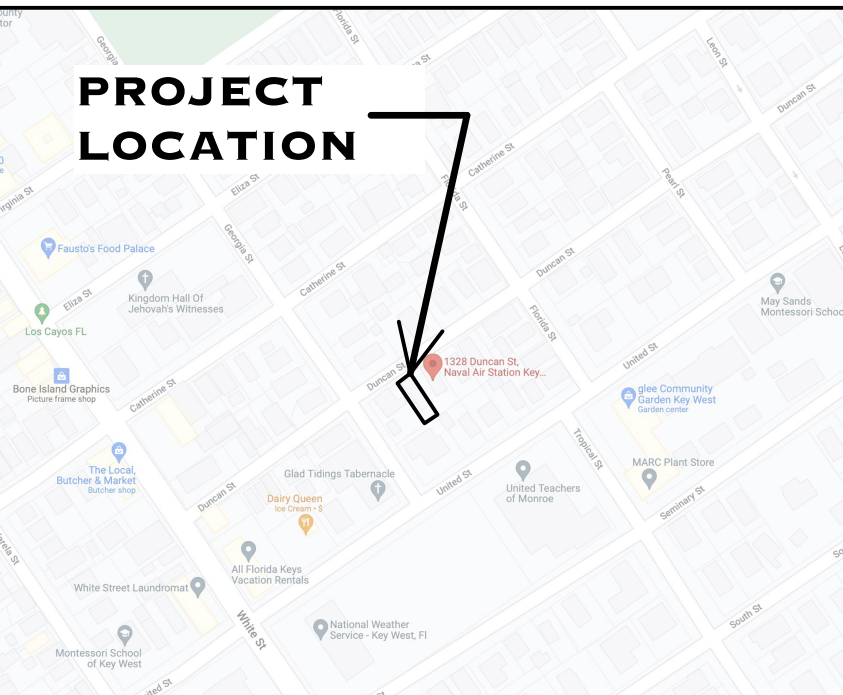 Florida St
Leon St
Georgia
PROJECT
LOCATION
Duncan St
Catherine St
Eliza St
Pearl St
Florida St
Virginia St
Georgia St
Fausto's Food Palace
Duncan St
Catherine St
Kingdom Hall Of
Jehovah's Witnesses
Eliza St
May Sands
Montessori Schoo
Florida St
Los Cayos FL
United St
1328 Duncan St,
Naval Air Station Key...
Duncan St
Bone Island Graphics
Picture frame shop
Catherine St
glee Community
Garden Key West
Garden center
Tropical St
MARC Plant Store
The Local,
Butcher & Market
Butcher shop
Glad Tidings Tabernacle
United St
United Teachers
of Monroe
Duncan St
Dairy Queen
Ice Cream • $
Seminary St
All Florida Keys
Vacation Rentals
White Street Laundromat
South St
White St
National Weather
Service - Key West, Fl
Montessori School
of Key West
ited St